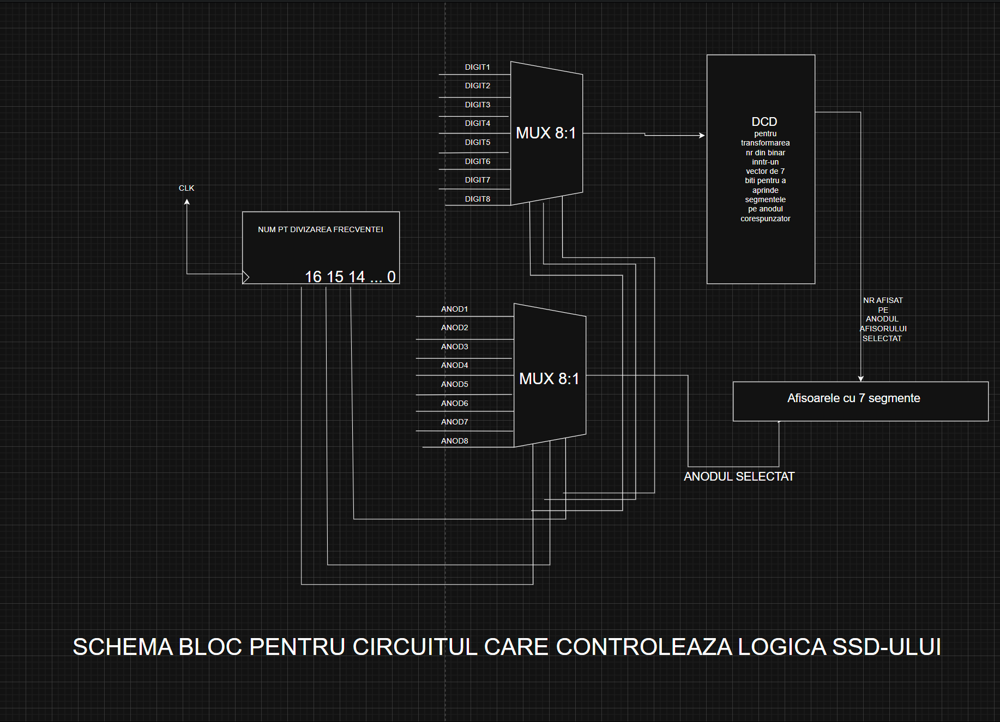 DIGIT1
DIGIT2
DIGIT3
DIGIT4
DIGIT5
DIGIT6
DIGIT7
DIGIT8
MUX 8:1
DCD
pentru
transformarea
nr din binar
inntr-un
vector de 7
biti pentru a
aprinde
segmentele
pe anodul
corespunzator
CLK
NUM PT DIVIZAREA FRECVENTEI
16 15 14 ... 0
ANOD1
ANOD2
ANOD3
ANOD4
ANOD5
ANOD6
ANOD7
ANOD8
MUX 8:1
NR AFISAT
PE
ANODUL
AFISORULUI
SELECTAT
Afisoarele cu 7 segmente
ANODUL SELECTAT
SCHEMA BLOC PENTRU CIRCUITUL CARE CONTROLEAZA LOGICA SSD-ULUI